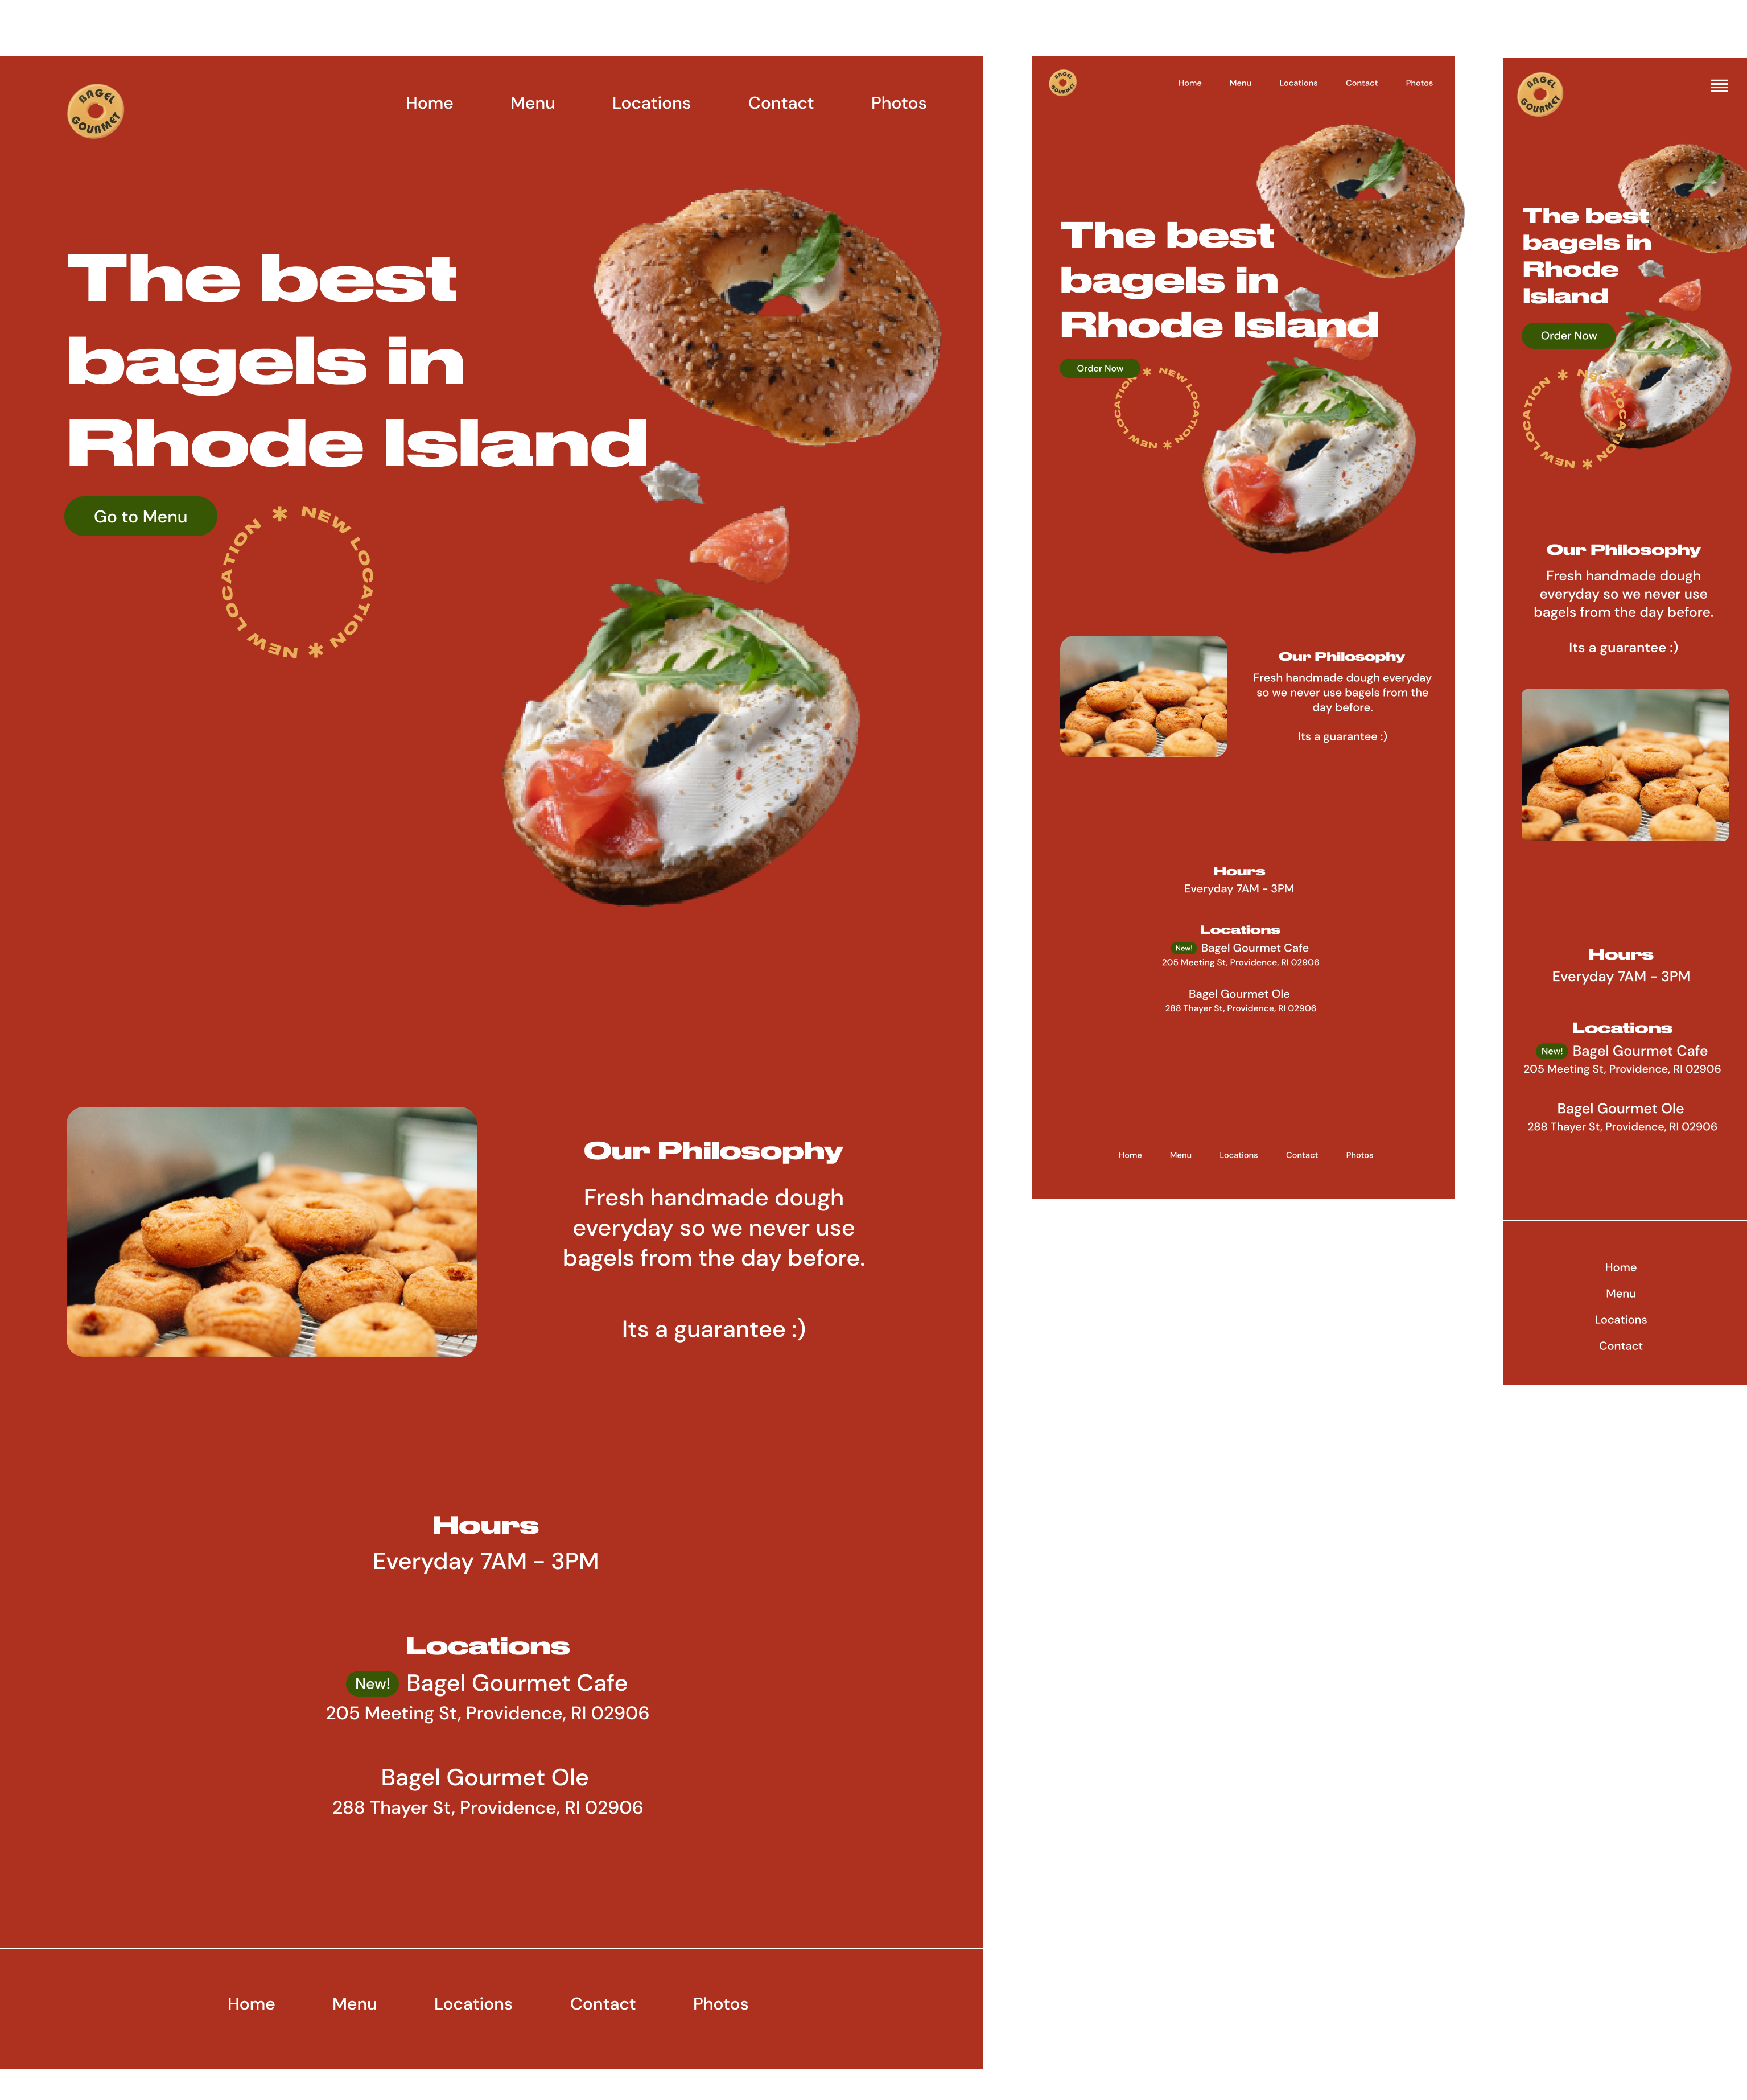 BAGEL
GOURMET
Home Menu Locations Contact Photos
The best
bagels in
Rhode Island
Go to Menu
NEW LOCATION * NEW LOCATION *
Our Philosophy
Fresh handmade dough
everyday so we never use
bagels from the day before.
Its a guarantee :)
Hours
Everyday 7AM - 3PM
Locations
New! Bagel Gourmet Cafe
205 Meeting St, Providence, RI 02906
Bagel Gourmet Ole
288 Thayer St, Providence, RI 02906
Home Menu Locations Contact Photos
BAGEL
GOURMET
Home Menu Locations Contact Photos
The best
bagels in
Rhode Island
Order Now
NEW LOCATION * NEW LOCATION *
Our Philosophy
Fresh handmade dough everyday
so we never use bagels from the
day before.
Its a guarantee :)
Hours
Everyday 7AM - 3PM
Locations
New! Bagel Gourmet Cafe
205 Meeting St, Providence, RI 02906
Bagel Gourmet Ole
288 Thayer St, Providence, RI 02906
Home Menu Locations Contact Photos
BAGEL
GOURMET
The best
bagels in
Rhode
Island
Order Now
NEW LOCATION * NEW LOCATION *
Our Philosophy
Fresh handmade dough
everyday so we never use
bagels from the day before.
Its a guarantee :)
Hours
Everyday 7AM - 3PM
Locations
New! Bagel Gourmet Cafe
205 Meeting St, Providence, RI 02906
Bagel Gourmet Ole
288 Thayer St, Providence, RI 02906
Home
Menu
Locations
Contact